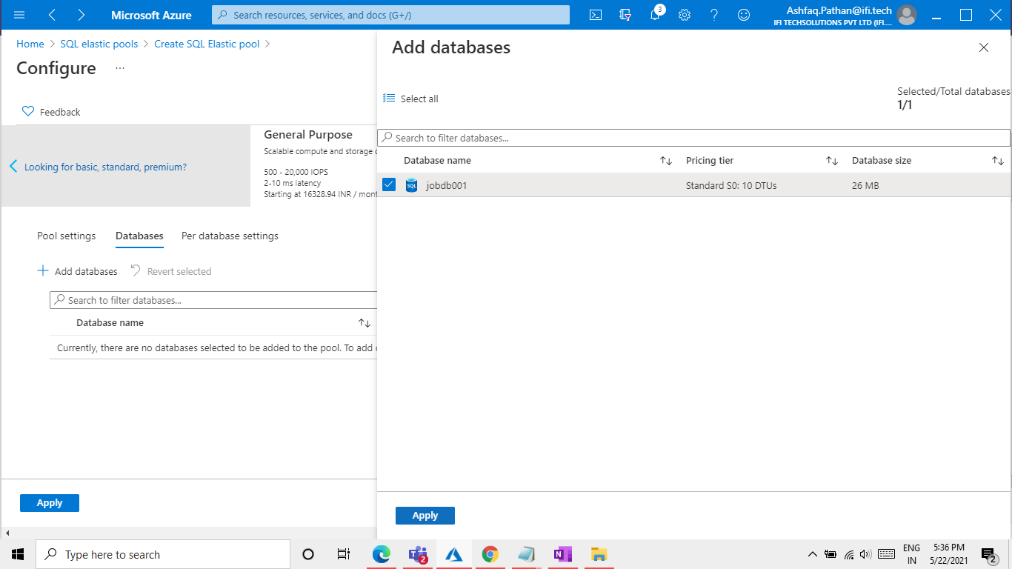 Microsoft Azure
Search resources, services, and docs (G+/)
3
Ashfaq.Pathan@ifi.tech
IFI TECHSOLUTIONS PVT LTD (IFI....
Home > SQL elastic pools > Create SQL Elastic pool >
Configure ...
Feedback
Looking for basic, standard, premium?
General Purpose
Scalable compute and storage
500 - 20,000 IOPS
2-10 ms latency
Starting at 16328.94 INR / mont
Pool settings Databases Per database settings
Add databases Revert selected
Search to filter databases...
Database name
Currently, there are no databases selected to be added to the pool. To add
Apply
Add databases
Select all
Selected/Total databases
1/1
Search to filter databases...
Database name Pricing tier Database size
SQL jobdb001 Standard S0: 10 DTUs 26 MB
Apply
Type here to search
2
N
ENG
IN
5:36 PM
5/22/2021
2